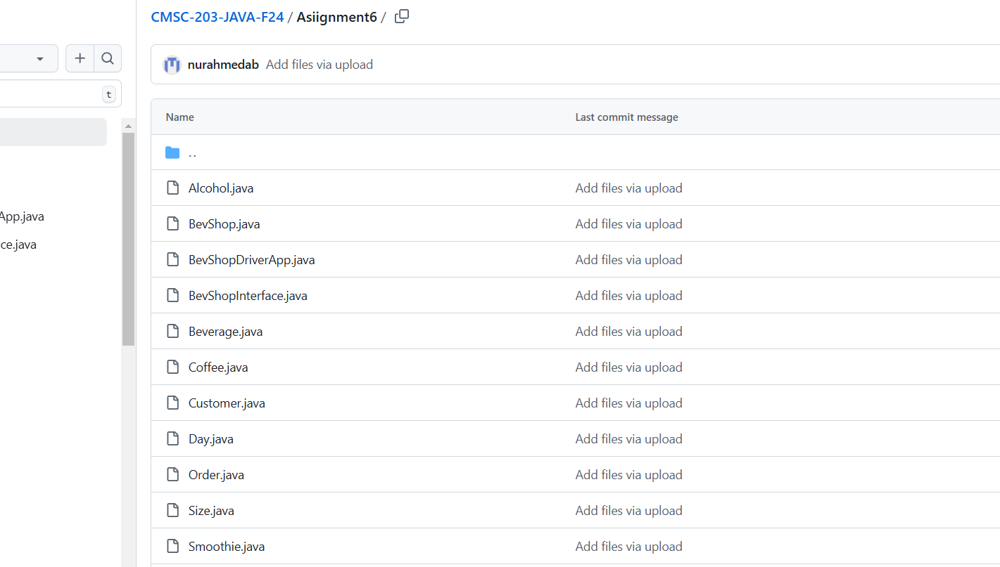 CMSC-203-JAVA-F24 / Asiignment6 /
nurahmedab Add files via upload
t
Name Last commit message
..
Alcohol.java Add files via upload
BevShop.java Add files via upload
App.java
ce.java
BevShopDriverApp.java Add files via upload
BevShopInterface.java Add files via upload
Beverage.java Add files via upload
Coffee.java Add files via upload
Customer.java Add files via upload
Day.java Add files via upload
Order.java Add files via upload
Size.java Add files via upload
Smoothie.java Add files via upload